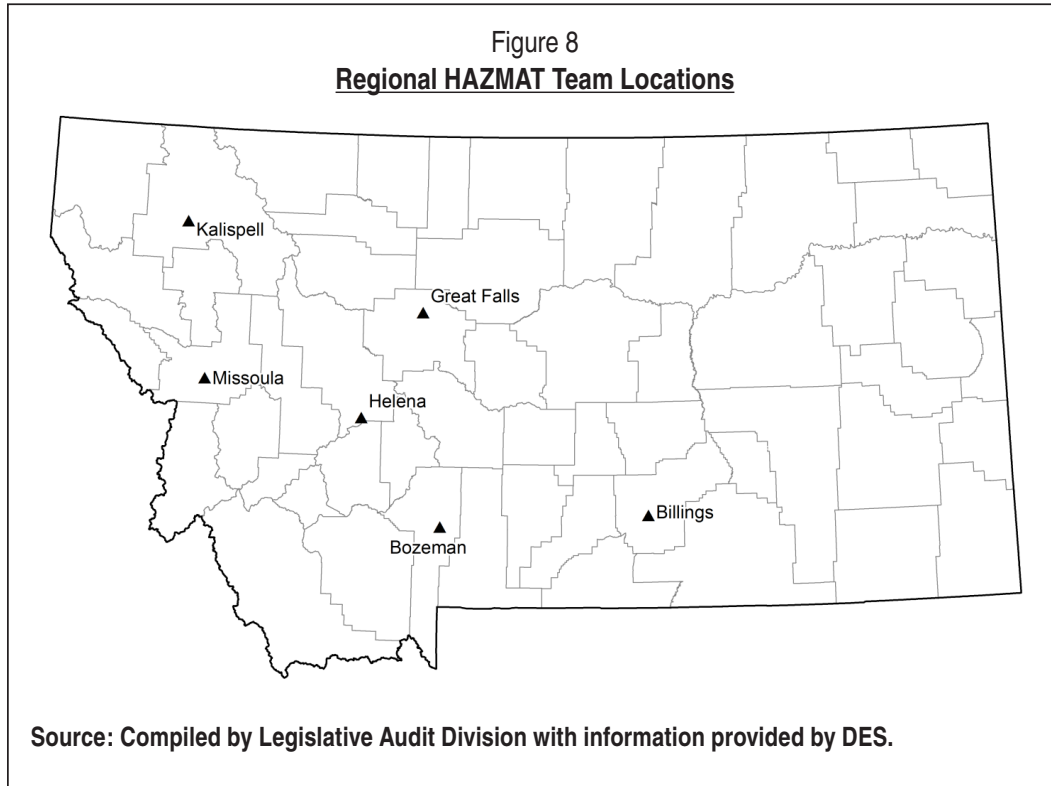 Figure 8
Regional HAZMAT Team Locations
Kalispell
Great Falls
Missoula
Helena
Billings
Bozeman
Source: Compiled by Legislative Audit Division with information provided by DES.